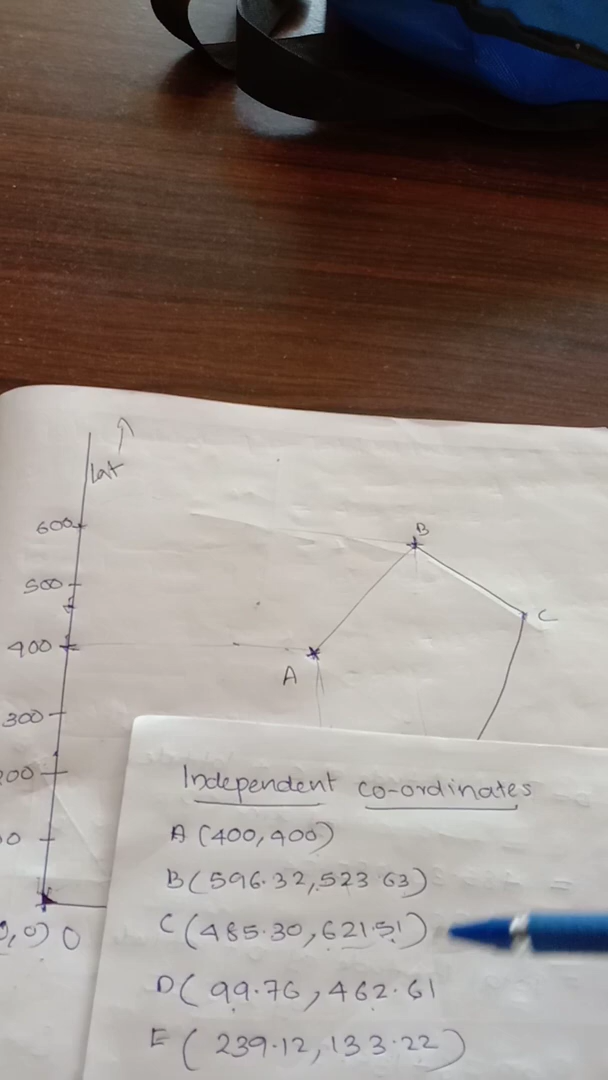 Lat
600
B
500
C
400
A
300
Independent co-ordinates
A (400,400)
B (596.32, 523.63)
C (485.30, 621.51)
0
D ( 99.76, 462.61
E ( 239.12, 133.22)